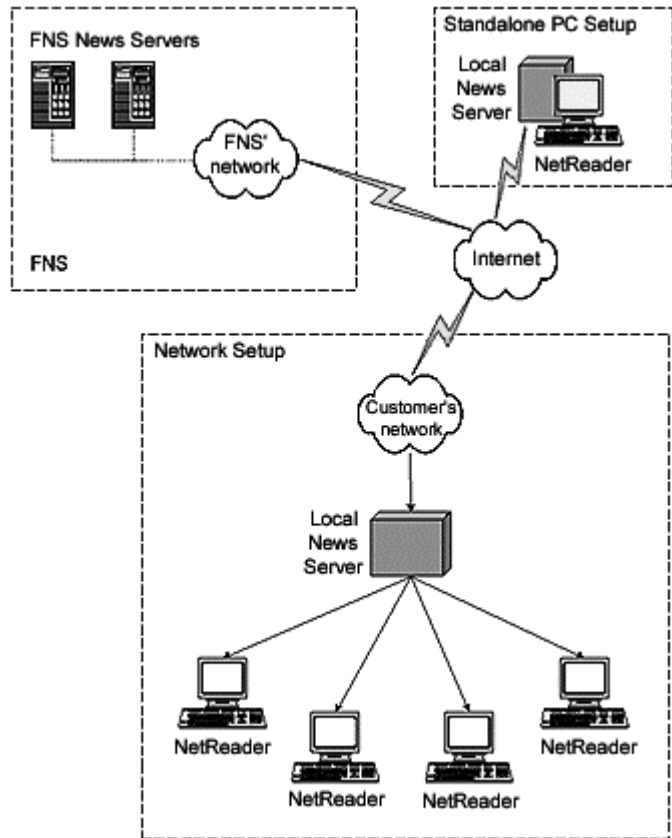 FNS News Servers
FNS'
network
FNS
Standalone PC Setup
Local
News
Server
NetReader
Internet
Network Setup
Customer's
network
Local
News
Server
NetReader
NetReader
NetReader
NetReader